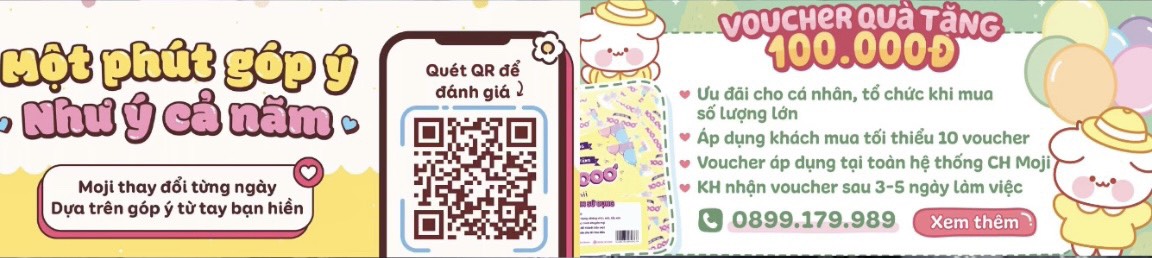 Một phút góp ý
Như ý cả năm
Moji thay đổi từng ngày
Dựa trên góp ý từ tay bạn hiền
Quét QR để
đánh giá
VOUCHER QUÀ TẶNG
100.000Đ
Ưu đãi cho cá nhân, tổ chức khi mua
số lượng lớn
Áp dụng khách mua tối thiểu 10 voucher
Voucher áp dụng tại toàn hệ thống CH Moji
KH nhận voucher sau 3-5 ngày làm việc
0899.179.989
Xem thêm